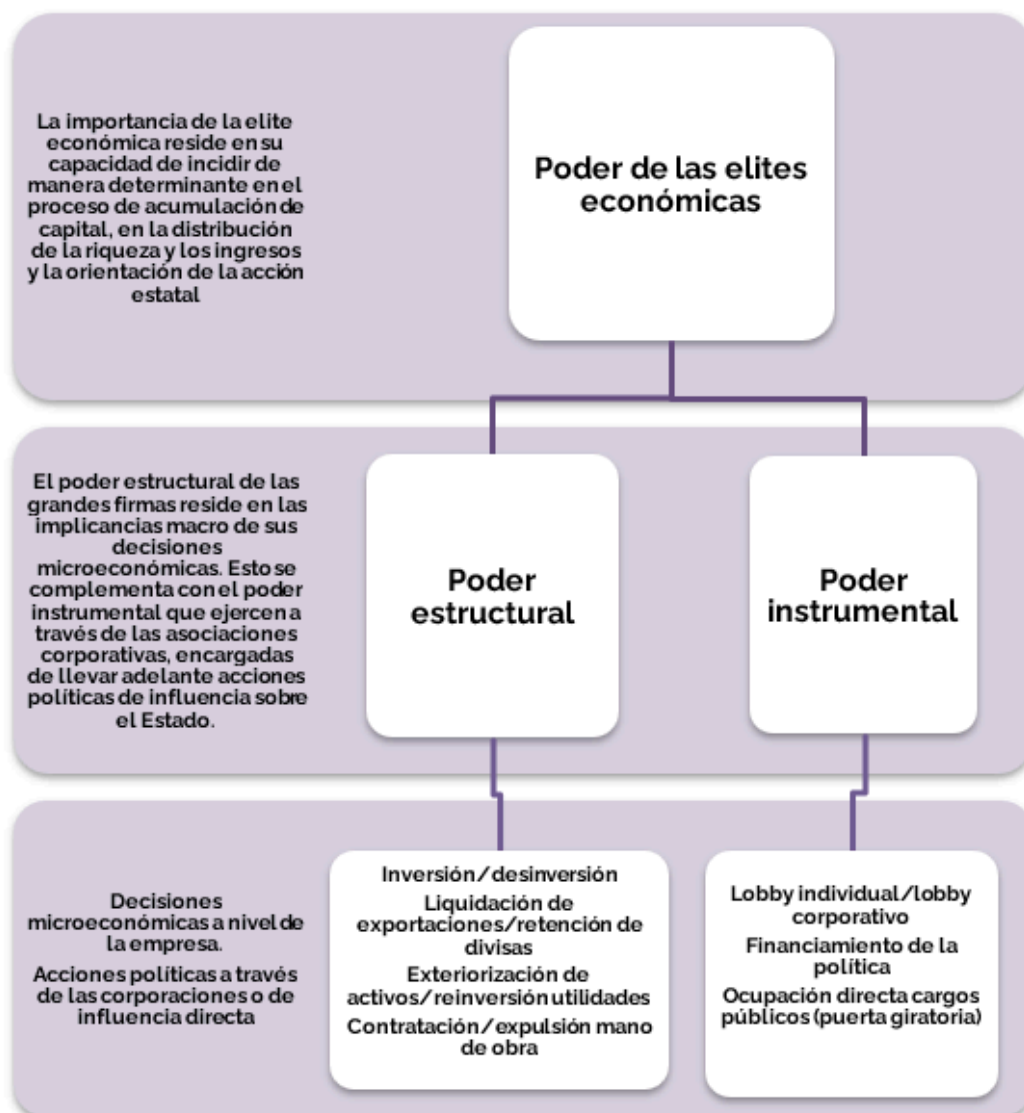 La importancia de la elite
económica reside en su
capacidad de incidir de
manera determinante en el
proceso de acumulación de
capital, en la distribución
de la riqueza y los ingresos
y la orientación de la acción
estatal
Poder de las elites
económicas
El poder estructural de las
grandes firmas reside en las
implicancias macro de sus
decisiones
microeconómicas. Esto se
complementa con el poder
instrumental que ejercen a
través de las asociaciones
corporativas, encargadas
de llevar adelante acciones
políticas de influencia sobre
el Estado.
Poder
estructural
Poder
instrumental
Decisiones
microeconómicas a nivel de
la empresa.
Acciones políticas a través
de las corporaciones o de
influencia directa
Inversión/desinversión
Liquidación de
exportaciones/retención de
divisas
Exteriorización de
activos/reinversión utilidades
Contratación/expulsión mano
de obra
Lobby individual/lobby
corporativo
Financiamiento de la
política
Ocupación directa cargos
públicos (puerta giratoria)